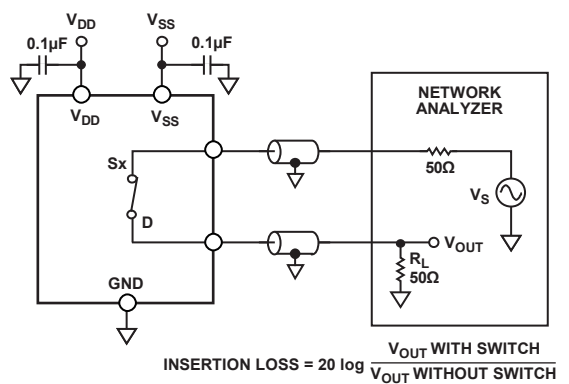 VDD VSS
0.1µF 0.1µF
VDD VSS
NETWORK
ANALYZER
Sx
50Ω
VS
D
VOUT
RL
50Ω
GND
INSERTION LOSS = 20 log VOUT WITH SWITCH
VOUT WITHOUT SWITCH